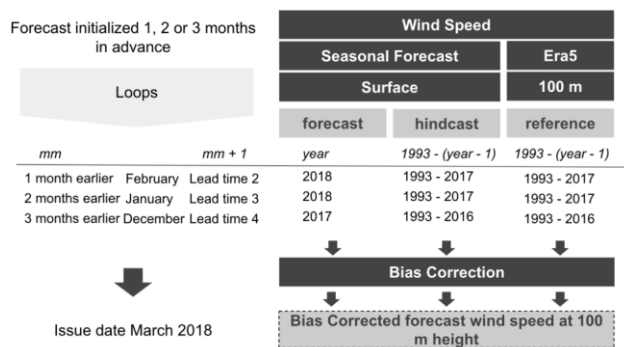 Forecast initialized 1, 2 or 3 months
in advance
Loops
Wind Speed
Seasonal Forecast Era5
Surface 100 m
forecast hindcast reference
mm mm + 1 year 1993 - (year - 1) 1993 - (year - 1)
1 month earlier February Lead time 2 2018 1993 - 2017 1993 - 2017
2 months earlier January Lead time 3 2018 1993 - 2017 1993 - 2017
3 months earlier December Lead time 4 2017 1993 - 2016 1993 - 2016
Bias Correction
Issue date March 2018
Bias Corrected forecast wind speed at 100
m height